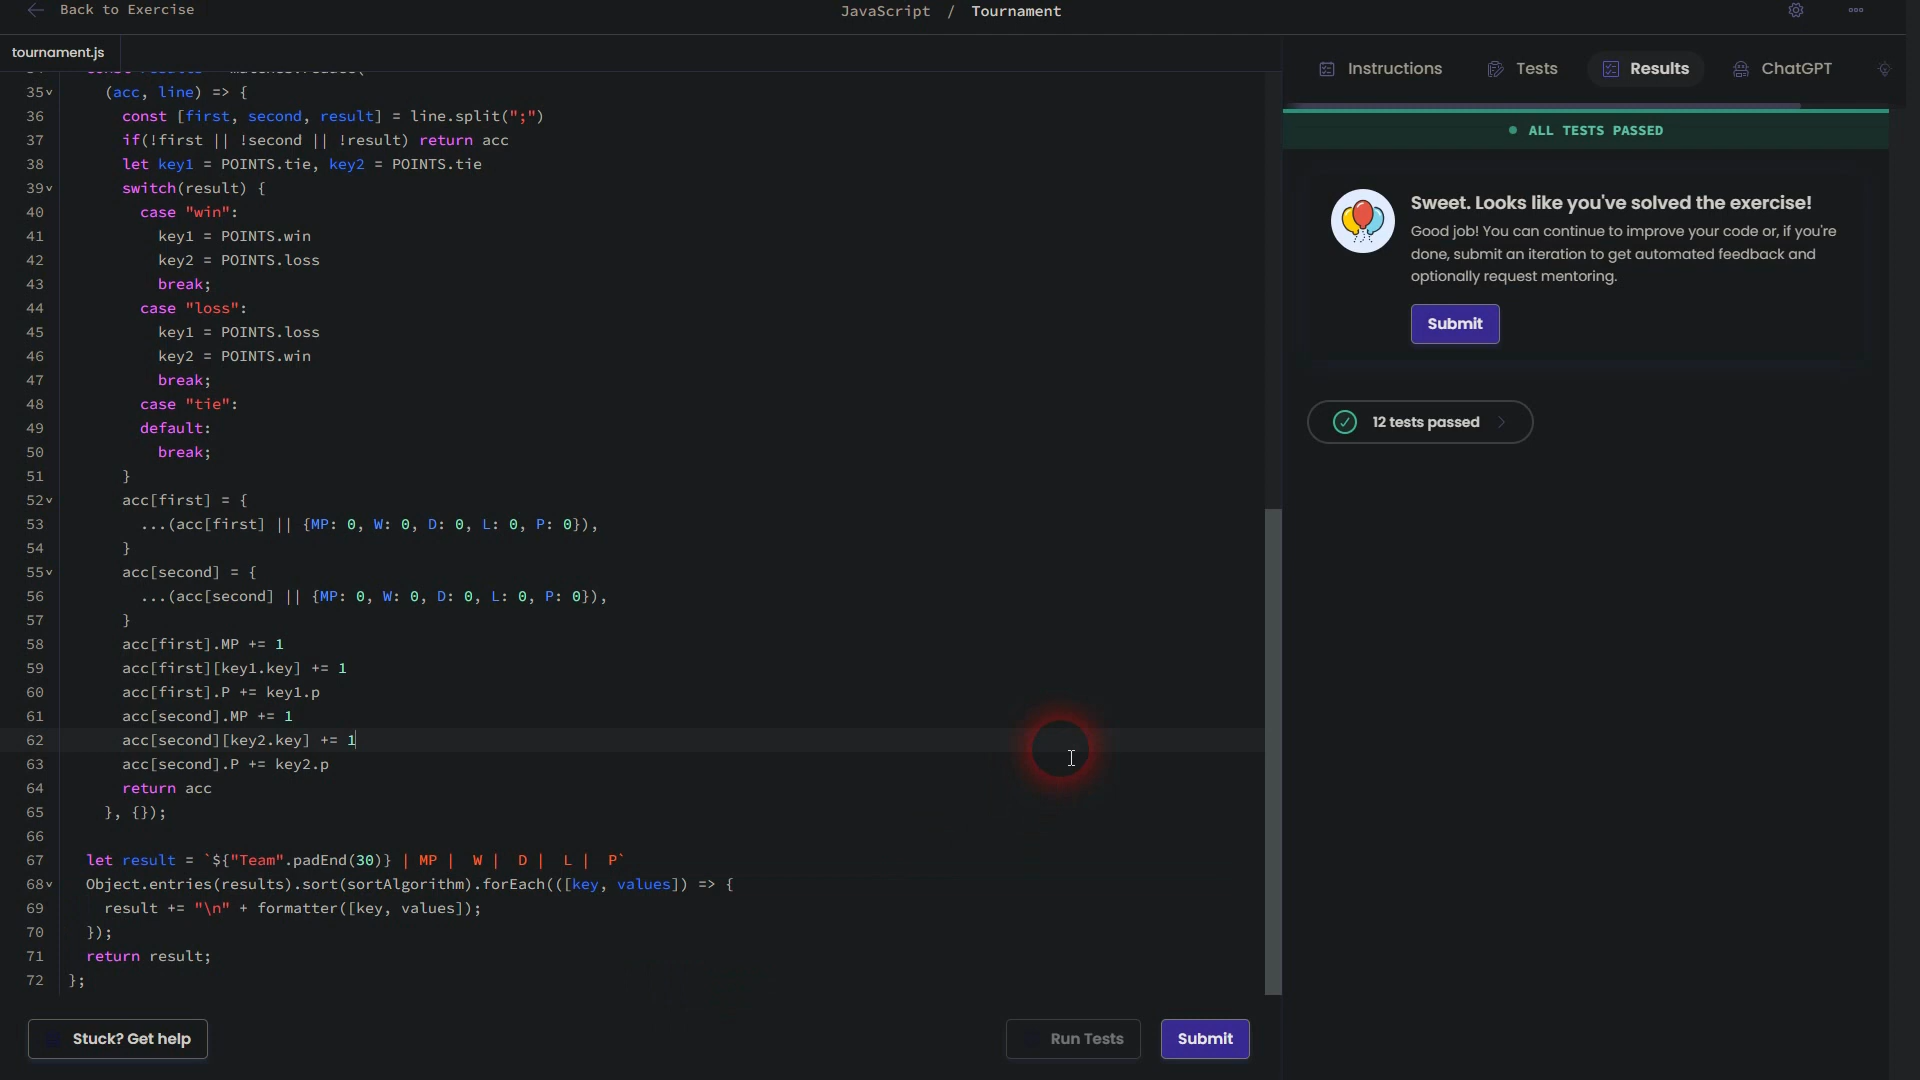 Back to Exercise
JavaScript / Tournament
tournament.js
35 (acc, line) => {
36 const [first, second, result] = line.split(";")
37 if(!first || !second || !result) return acc
38 let key1 = POINTS.tie, key2 = POINTS.tie
39 switch(result) {
40 case "win":
41 key1 = POINTS.win
42 key2 = POINTS.loss
43 break;
44 case "loss":
45 key1 = POINTS.loss
46 key2 = POINTS.win
47 break;
48 case "tie":
49 default:
50 break;
51 }
52 acc[first] = {
53 ...(acc[first] || {MP: 0, W: 0, D: 0, L: 0, P: 0}),
54 }
55 acc[second] = {
56 ...(acc[second] || {MP: 0, W: 0, D: 0, L: 0, P: 0}),
57 }
58 acc[first].MP += 1
59 acc[first][key1.key] += 1
60 acc[first].P += key1.p
61 acc[second].MP += 1
62 acc[second][key2.key] += 1
63 acc[second].P += key2.p
64 return acc
65 }, {});
66
67 let result = `${"Team".padEnd(30)} | MP |  W |  D |  L |  P`
68 Object.entries(results).sort(sortAlgorithm).forEach(([key, values]) => {
69 result += "\n" + formatter([key, values]);
70 });
71 return result;
72 };
Stuck? Get help
Run Tests
Submit
Instructions
Tests
Results
ChatGPT
ALL TESTS PASSED
Sweet. Looks like you've solved the exercise!
Good job! You can continue to improve your code or, if you're
done, submit an iteration to get automated feedback and
optionally request mentoring.
Submit
12 tests passed